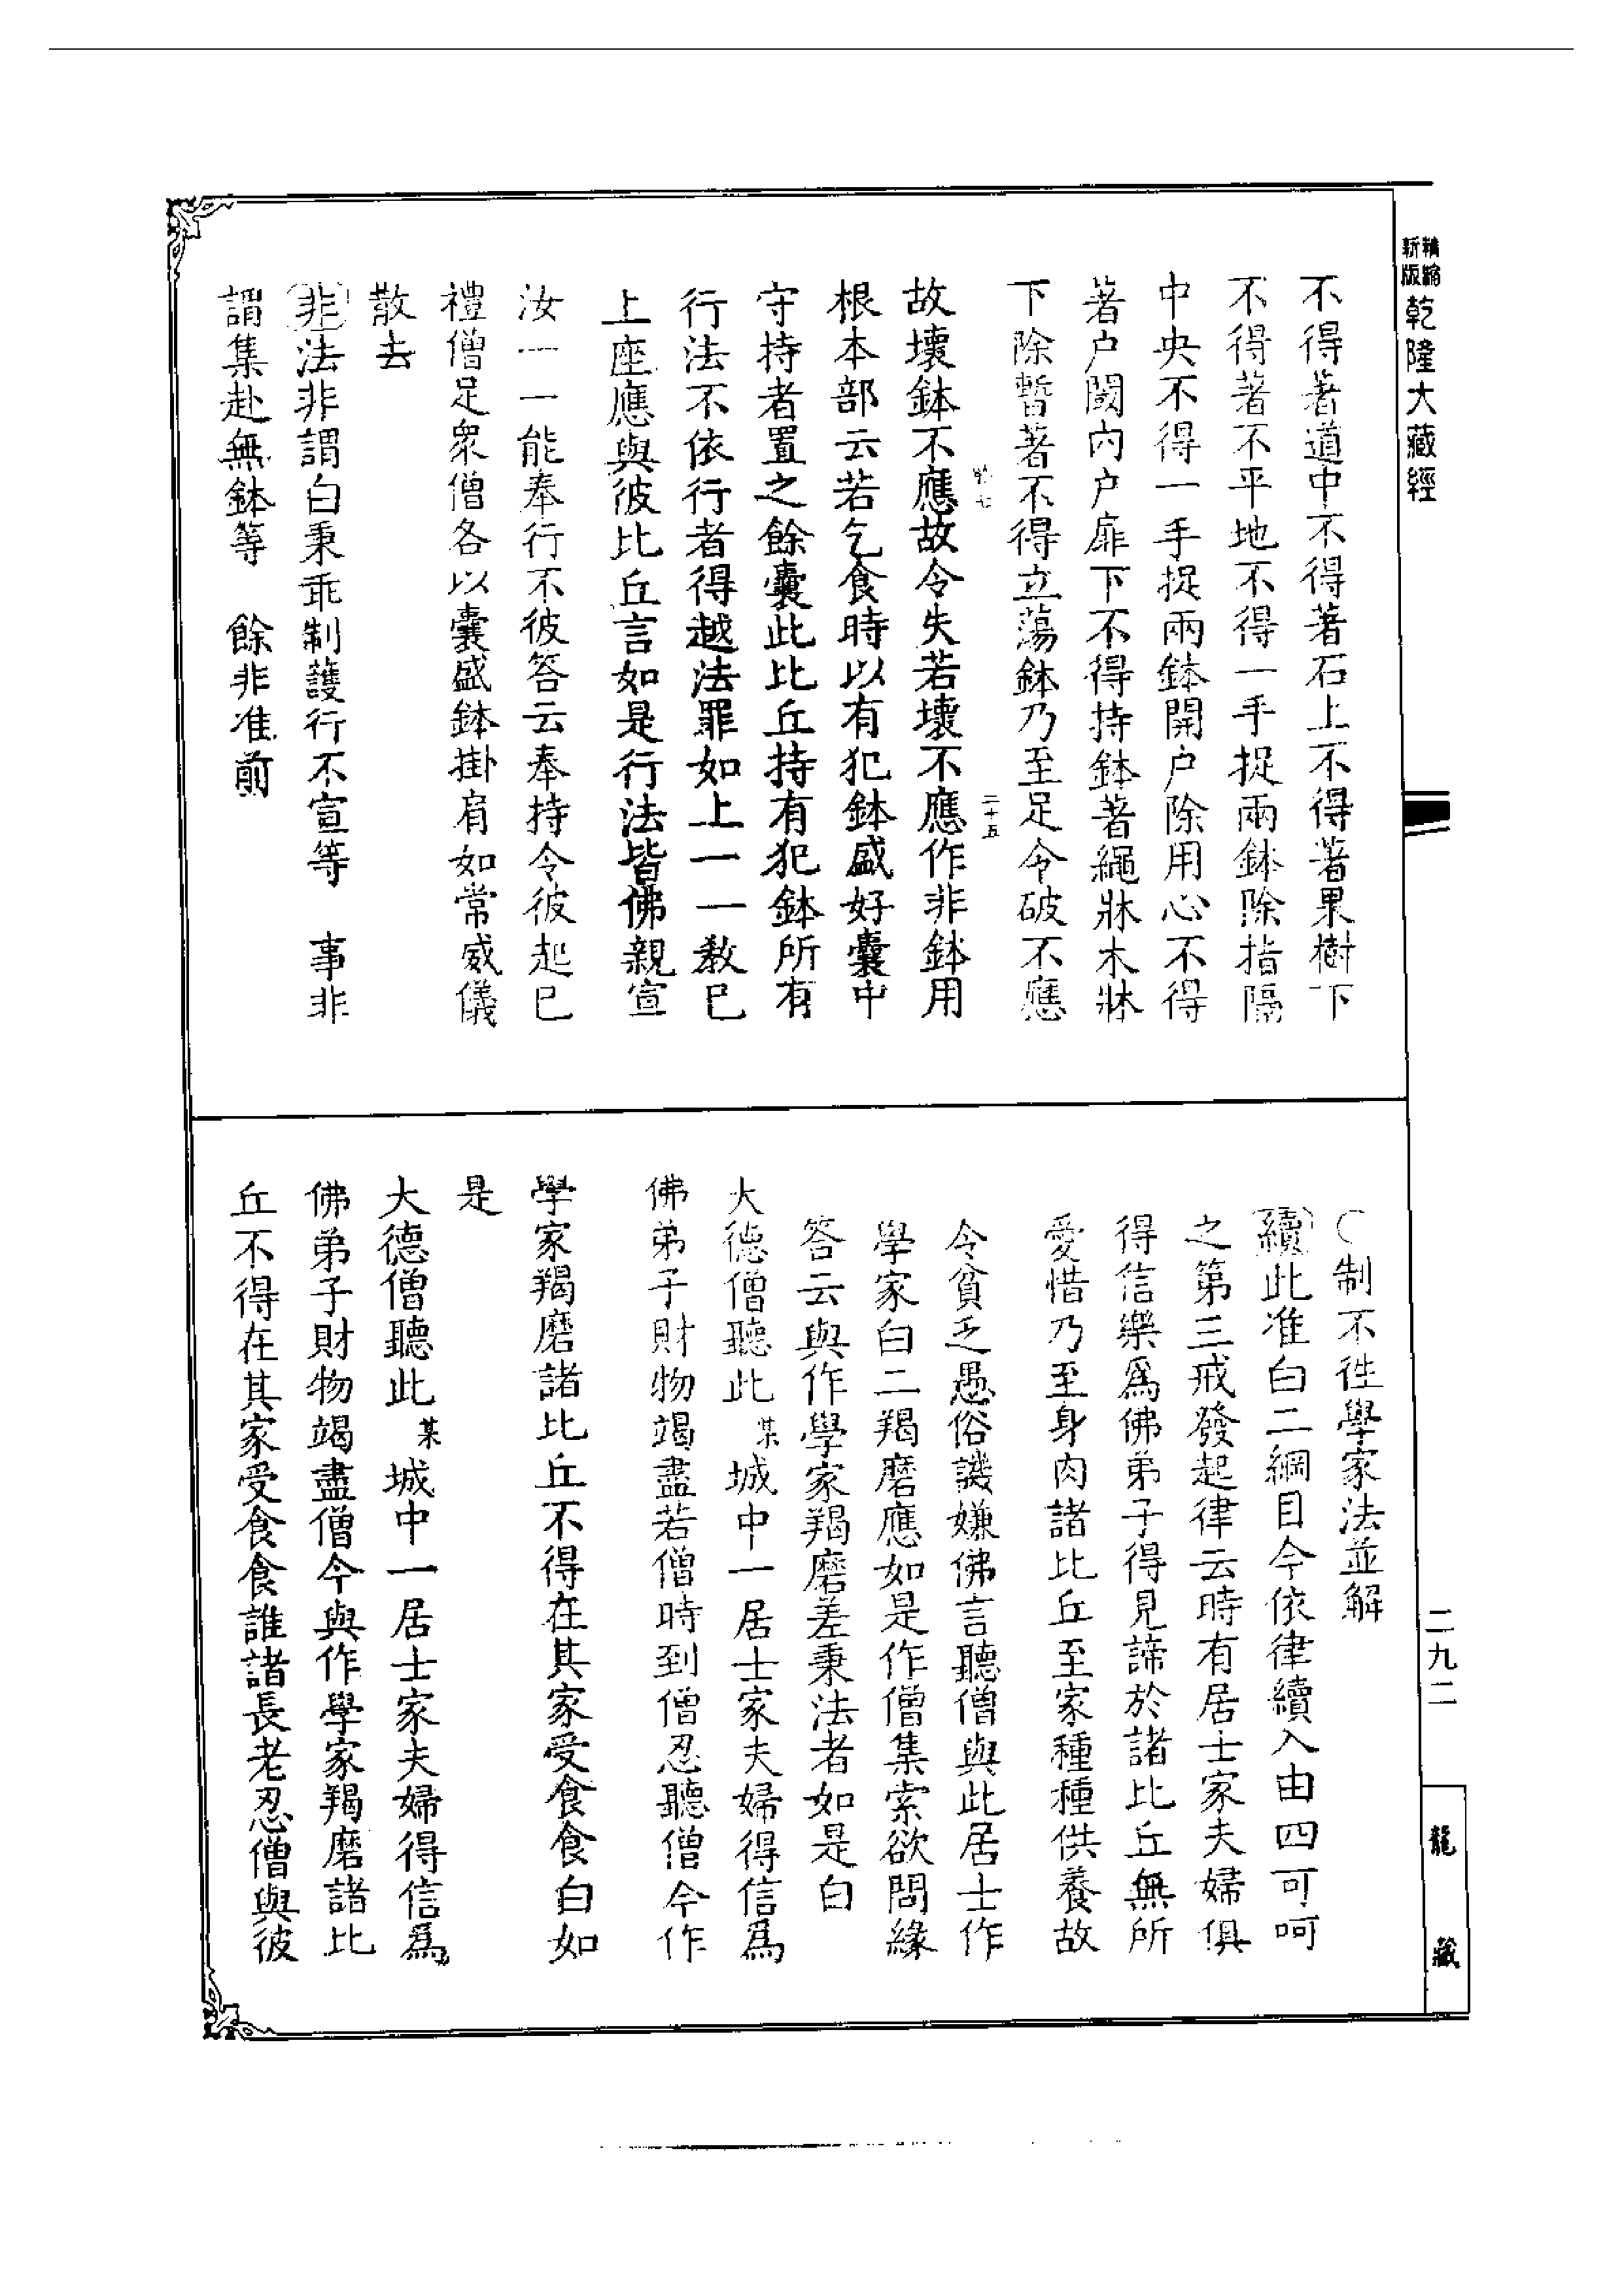 新版精縮乾隆大藏經
不得著道中不得著石上不得著果樹下
不得著不平地不得一手捉兩鉢除指隔
中央不得一手捉兩鉢開户除用心不得
著户閾内户扉下不得持鉢著繩牀木牀
下除暫著不得立蕩鉢乃至足令破不應
二十五
故壞鉢不應故令失若壞不應作非鉢用
根本部云若乞食時以有犯鉢盛好囊中
守持者置之餘囊此比丘持有犯鉢所有
行法不依行者得越法罪如上一一教已
上座應與彼比丘言如是行法皆佛親宣
汝一一能奉行不彼答云奉持令彼起已
禮僧足衆僧各以囊盛鉢掛肩如常威儀
散去
非法非謂白秉乖制護行不宣等　事非
謂集赴無鉢等　餘非准前
○制不徃學家法並解
續此准白二綱目今依律續入由四可呵
之第三戒發起律云時有居士家夫婦俱
得信樂爲佛弟子得見諦於諸比丘無所
愛惜乃至身肉諸比丘至家種種供養故
令貧乏愚俗譏嫌佛言聽僧與此居士作
學家白二羯磨應如是作僧集索欲問緣
答云與作學家羯磨差秉法者如是白
大德僧聽此某城中一居士家夫婦得信爲
佛弟子財物竭盡若僧時到僧忍聽僧今作
學家羯磨諸比丘不得在其家受食食白如
是
大德僧聽此某城中一居士家夫婦得信爲
佛弟子財物竭盡僧今與作學家羯磨諸比
丘不得在其家受食食誰諸長老忍僧與彼
二九二
龍藏